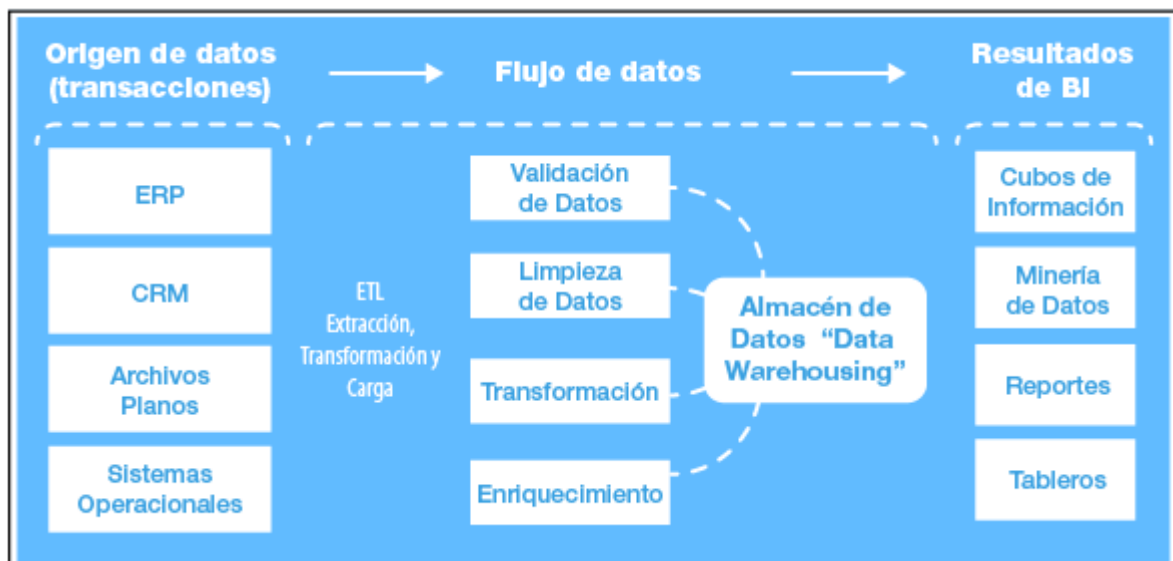 Origen de datos
(transacciones)
Flujo de datos
Resultados
de BI
ERP
CRM
Archivos
Planos
Sistemas
Operacionales
ETL
Extracción,
Transformación y
Carga
Validación
de Datos
Limpieza
de Datos
Transformación
Enriquecimiento
Almacén de
Datos “Data
Warehousing”
Cubos de
Información
Minería
de Datos
Reportes
Tableros